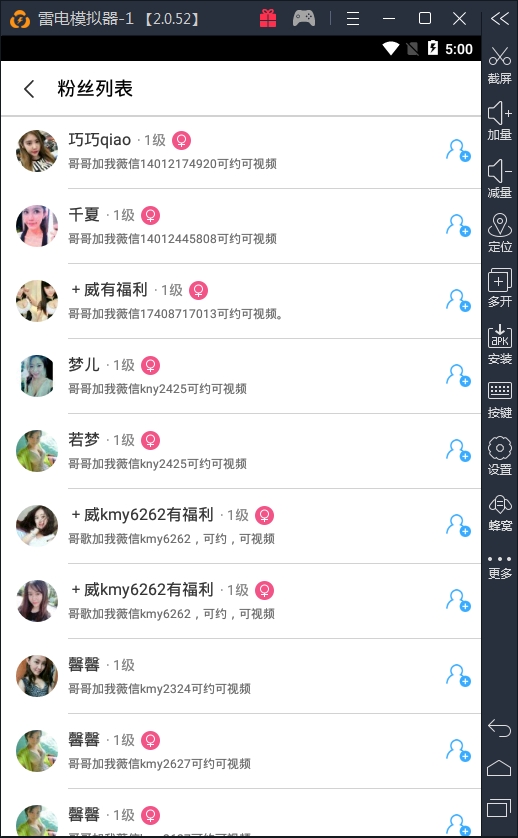 雷电模拟器-1 【2.0.52】
5:00
粉丝列表
巧巧qiao · 1级
哥哥加我薇信14012174920可约可视频
千夏 · 1级
哥哥加我薇信14012445808可约可视频
+ 威有福利 · 1级
哥哥加我薇信17408717013可约可视频。
梦儿 · 1级
哥哥加我薇信kny2425可约可视频
若梦 · 1级
哥哥加我薇信kny2425可约可视频
+ 威kmy6262有福利 · 1级
哥歌加我薇信kmy6262，可约，可视频
+ 威kmy6262有福利 · 1级
哥歌加我薇信kmy6262，可约，可视频
馨馨 · 1级
哥哥加我薇信kmy2324可约可视频
馨馨 · 1级
哥哥加我薇信kmy2627可约可视频
馨馨 · 1级
截屏
加量
减量
定位
多开
APK
安装
按键
设置
蜂窝
更多